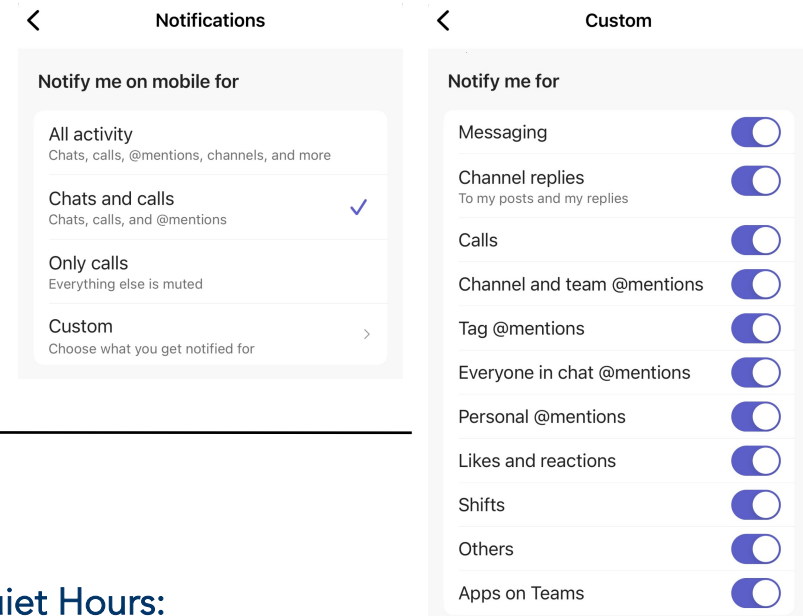 Notifications
Notify me on mobile for
All activity
Chats, calls, @mentions, channels, and more
Chats and calls
Chats, calls, and @mentions
Only calls
Everything else is muted
Custom
Choose what you get notified for
Custom
Notify me for
Messaging
Channel replies
To my posts and my replies
Calls
Channel and team @mentions
Tag @mentions
Everyone in chat @mentions
Personal @mentions
Likes and reactions
Shifts
Others
Apps on Teams
Hours: